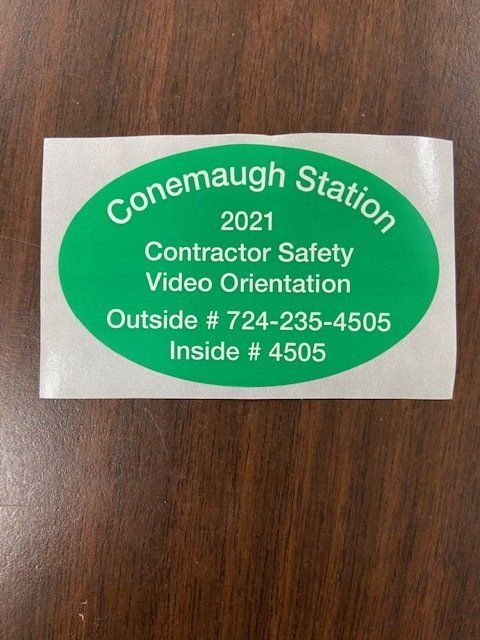 Conemaugh Station
2021
Contractor Safety
Video Orientation
Outside # 724-235-4505
Inside # 4505